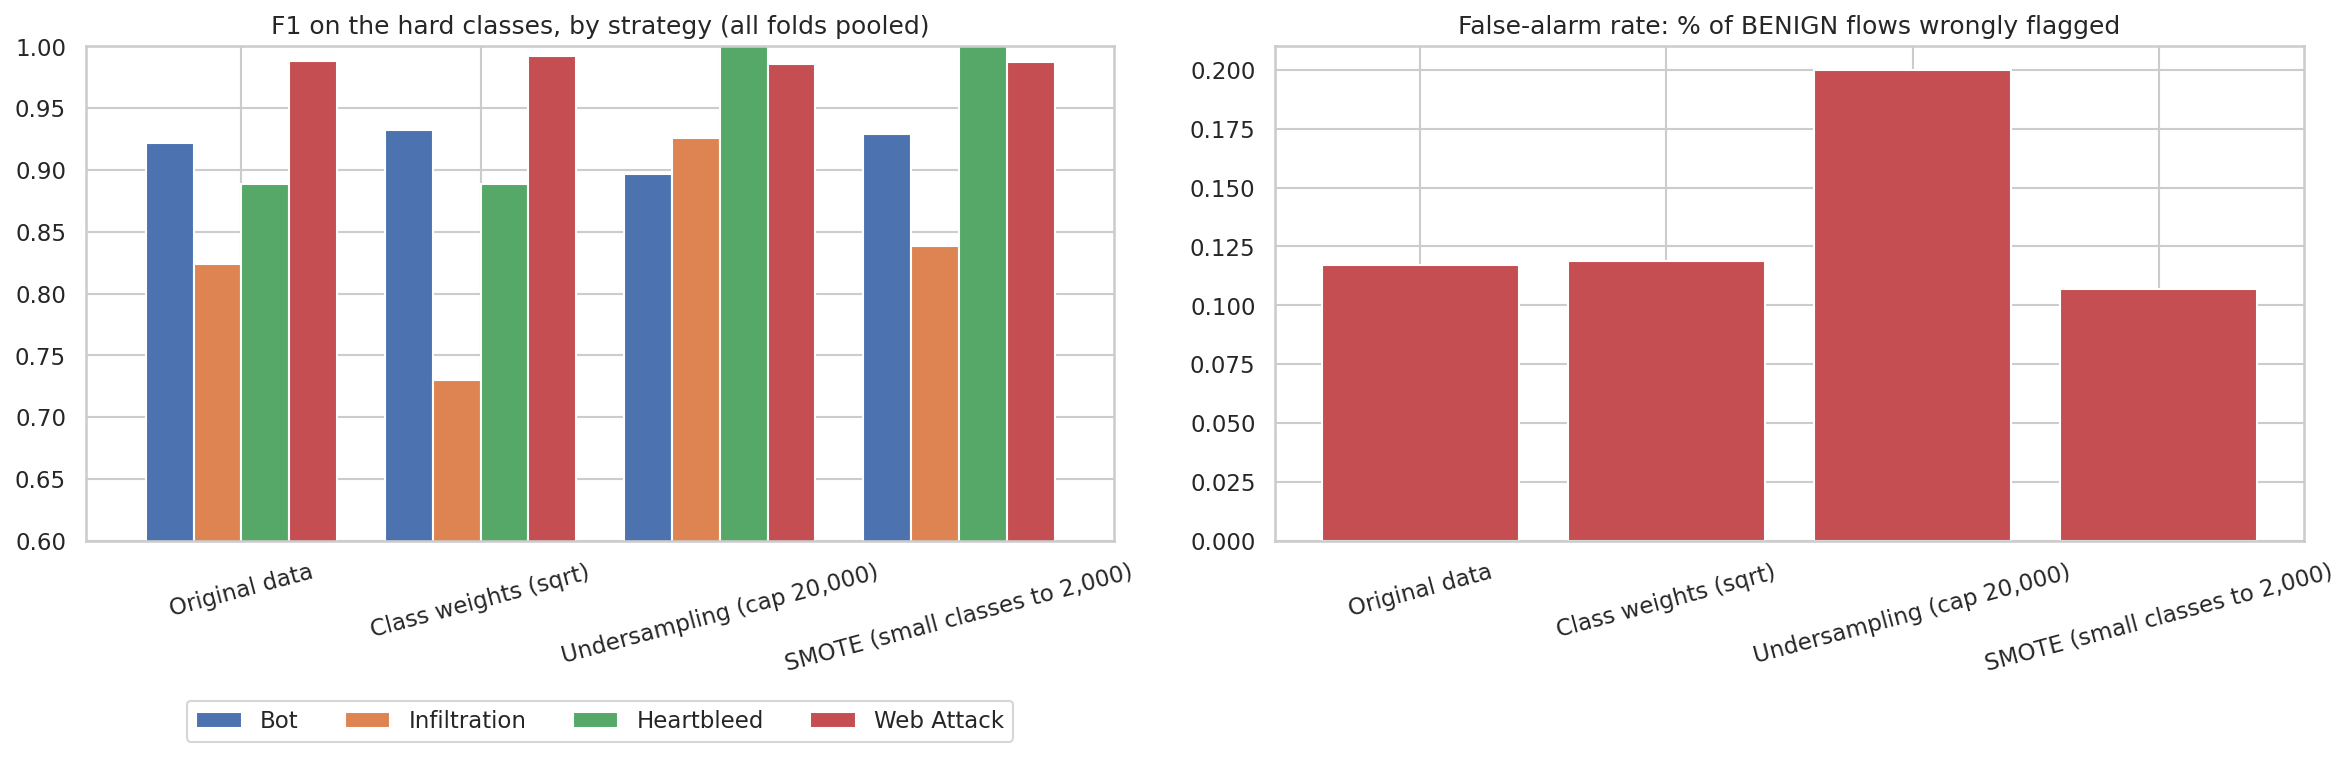 F1 on the hard classes, by strategy (all folds pooled)
1.00
0.95
0.90
0.85
0.80
0.75
0.70
0.65
0.60
Original data
Class weights (sqrt)
Undersampling (cap 20,000)
SMOTE (small classes to 2,000)
Bot
Infiltration
Heartbleed
Web Attack
False-alarm rate: % of BENIGN flows wrongly flagged
0.200
0.175
0.150
0.125
0.100
0.075
0.050
0.025
0.000
Original data
Class weights (sqrt)
Undersampling (cap 20,000)
SMOTE (small classes to 2,000)